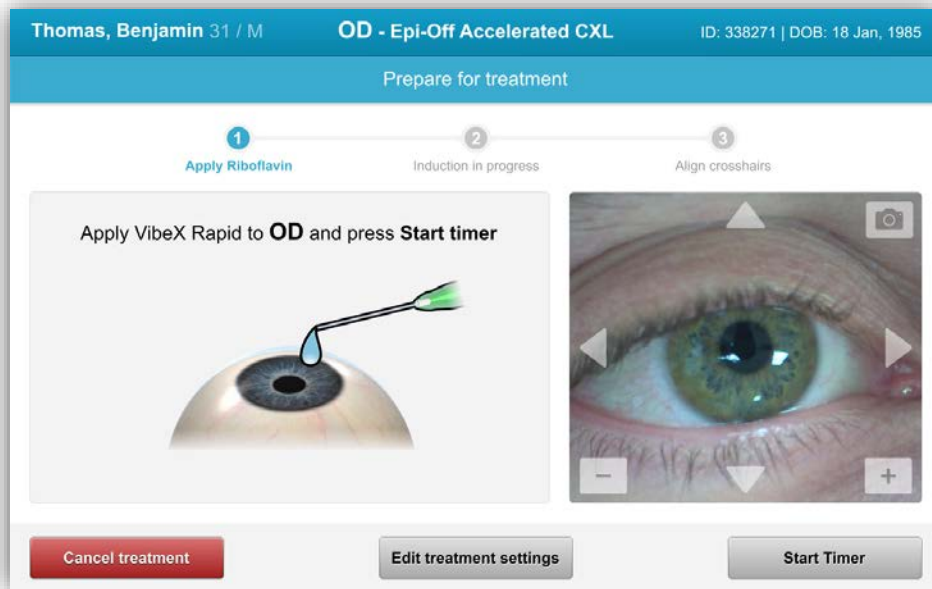 Thomas, Benjamin 31 / M OD - Epi-Off Accelerated CXL ID: 338271 | DOB: 18 Jan, 1985
Prepare for treatment
1 2 3
Apply Riboflavin Induction in progress Align crosshairs
Apply VibeX Rapid to OD and press Start timer
Cancel treatment Edit treatment settings Start Timer